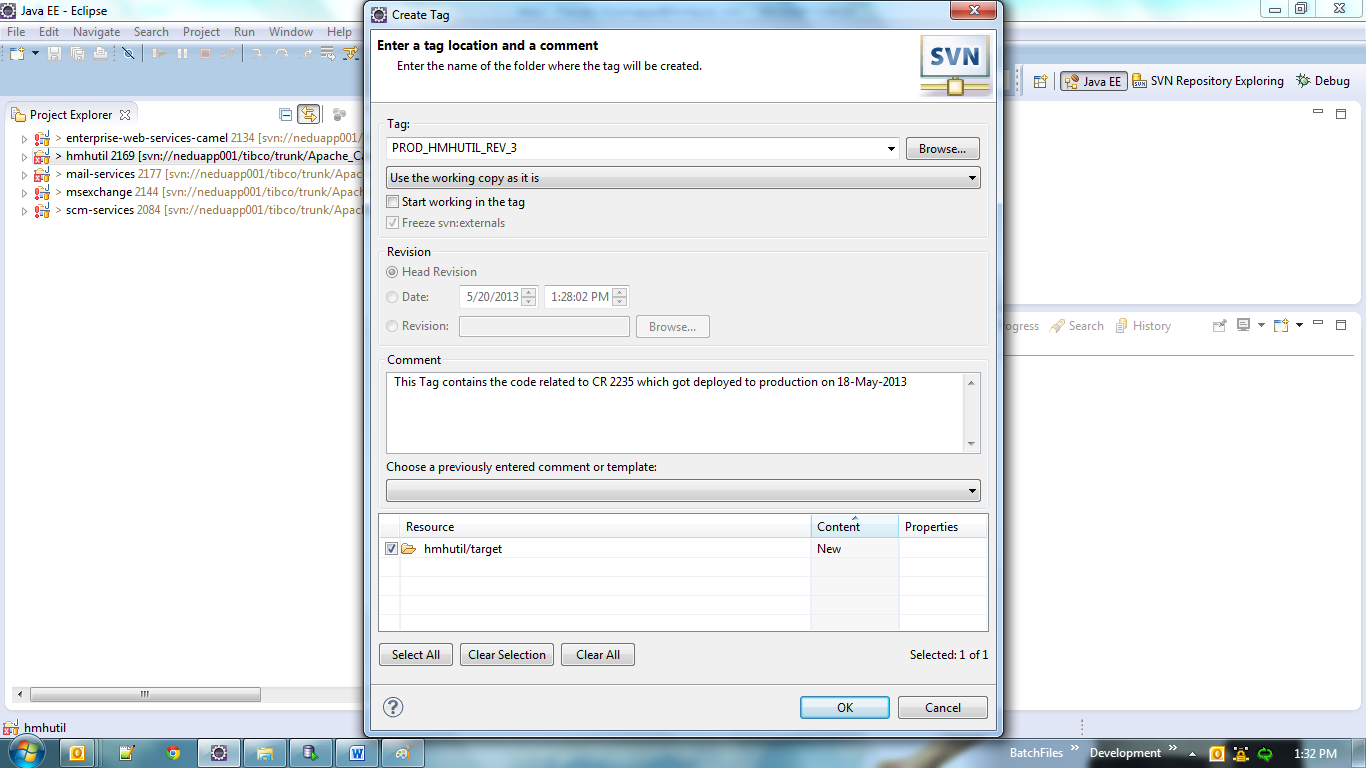 Java EE - Eclipse
File Edit Navigate Search Project Run Window Help
Create Tag
Enter a tag location and a comment
Enter the name of the folder where the tag will be created.
SVN
Java EE
SVN Repository Exploring
Debug
Project Explorer
> enterprise-web-services-camel 2134 [svn://neduapp001/
> hmhutil 2169 [svn://neduapp001/tibco/trunk/Apache_Ca
> mail-services 2177 [svn://neduapp001/tibco/trunk/Apac
> msexchange 2144 [svn://neduapp001/tibco/trunk/Apac
> scm-services 2084 [svn://neduapp001/tibco/trunk/Apac
Tag:
PROD_HMHUTIL_REV_3
Browse...
Use the working copy as it is
Start working in the tag
Freeze svn:externals
Revision
Head Revision
Date: 5/20/2013 1:28:02 PM
Revision: Browse...
ogress Search History
Comment
This Tag contains the code related to CR 2235 which got deployed to production on 18-May-2013
Choose a previously entered comment or template:
Resource Content Properties
hmhutil/target New
Select All Clear Selection Clear All Selected: 1 of 1
OK Cancel
hmhutil
BatchFiles » Development » 1:32 PM